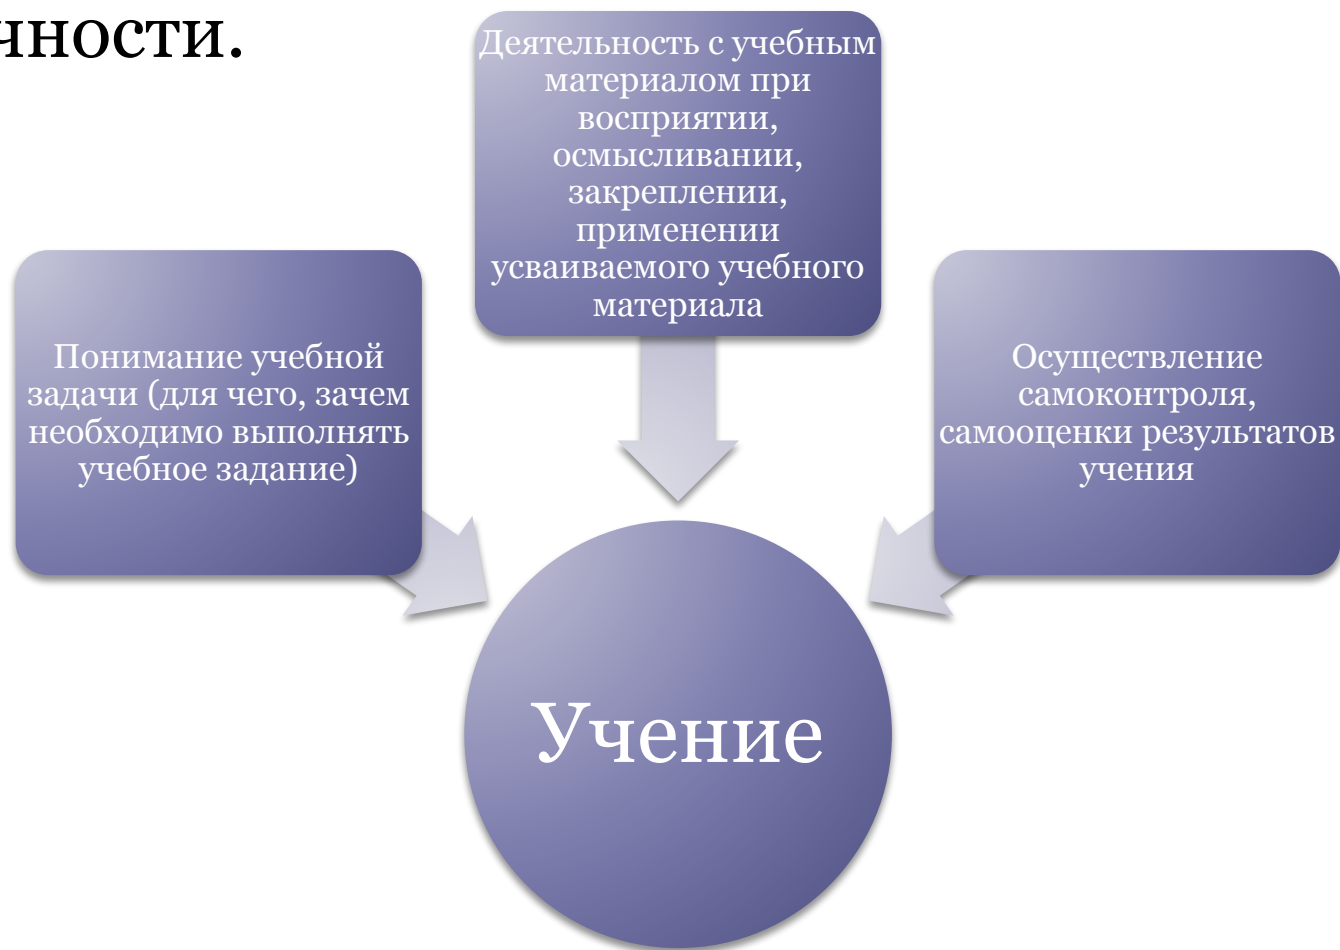 чности.
Деятельность с учебным
материалом при
восприятии,
осмысливании,
закреплении,
применении
усваиваемого учебного
материала
Понимание учебной
задачи (для чего, зачем
необходимо выполнять
учебное задание)
Осуществление
самоконтроля,
самооценки результатов
учения
Учение